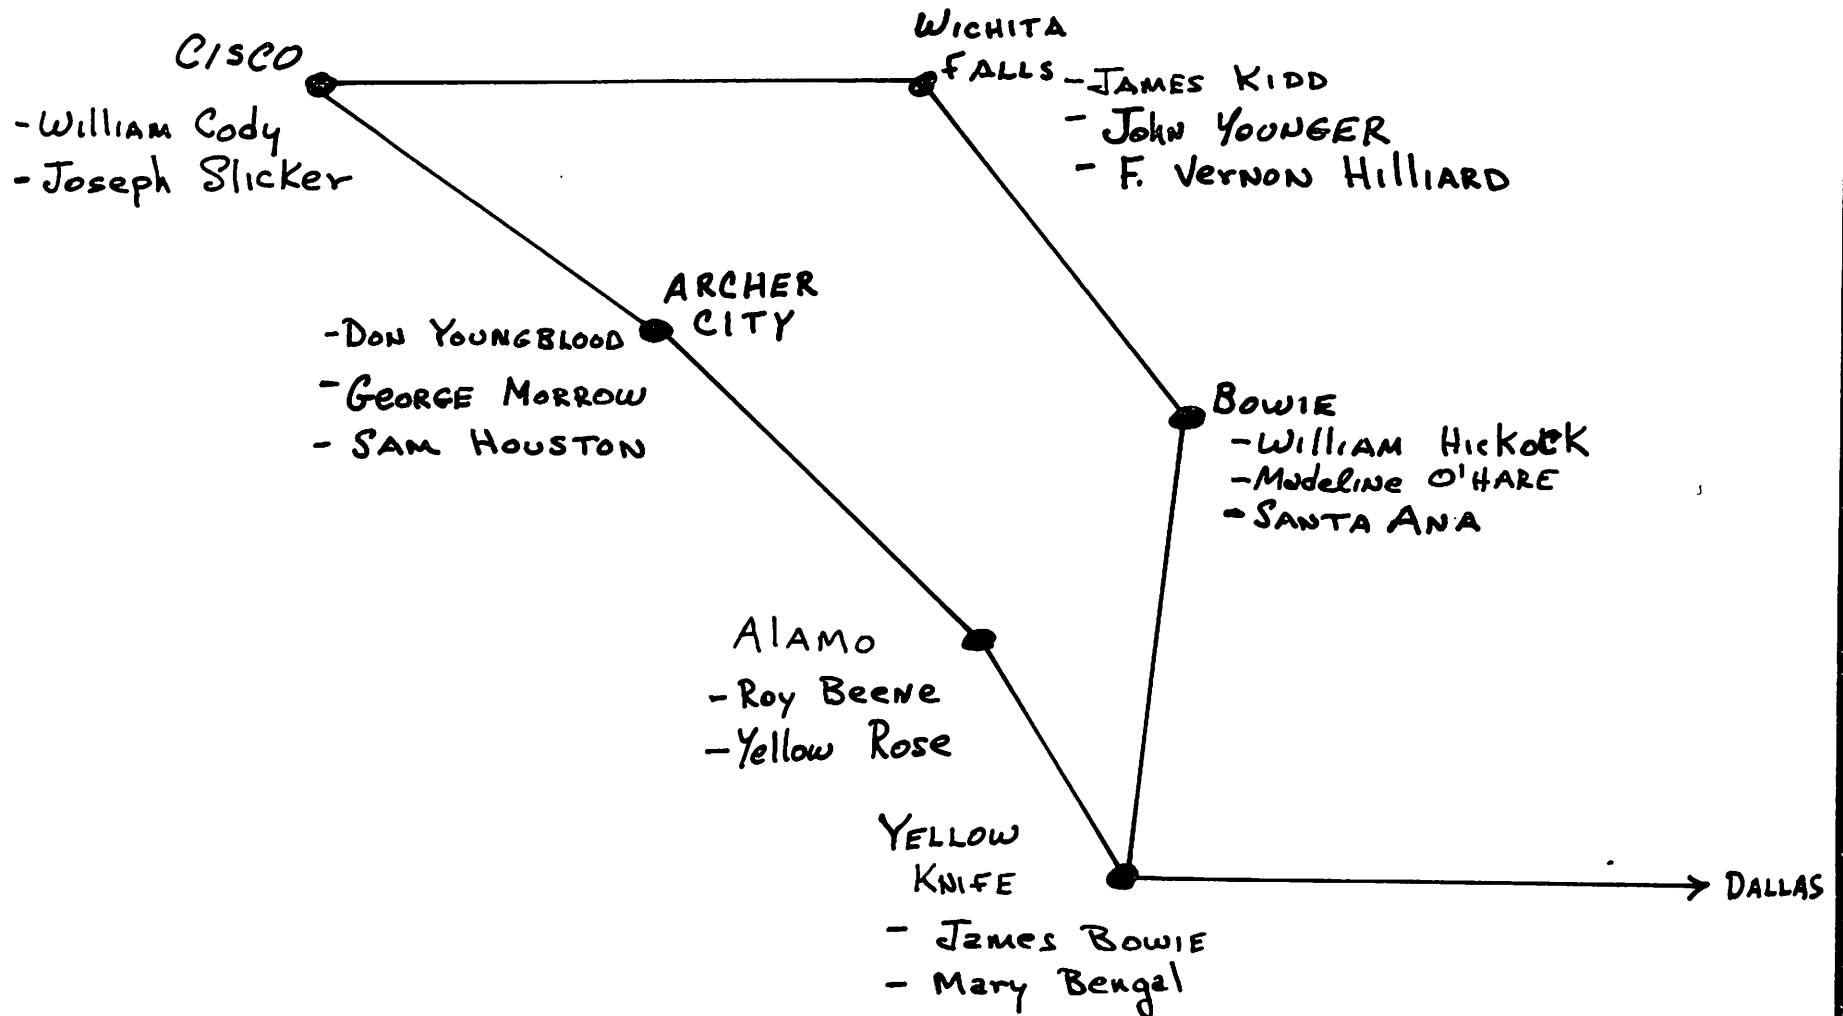 CISCO
-William Cody
-Joseph Slicker
WICHITA
FALLS
-JAMES KIDD
- John YOUNGER
- F. VERNON HILLIARD
ARCHER
CITY
-DON YOUNGBLOOD
-GEORGE MORROW
- SAM HOUSTON
BOWIE
-WILLIAM HICKOCK
-Madeline O'HARE
-SANTA ANA
ALAMO
-Roy Beene
-Yellow Rose
YELLOW
KNIFE
- James BOWIE
- Mary Bengal
DALLAS